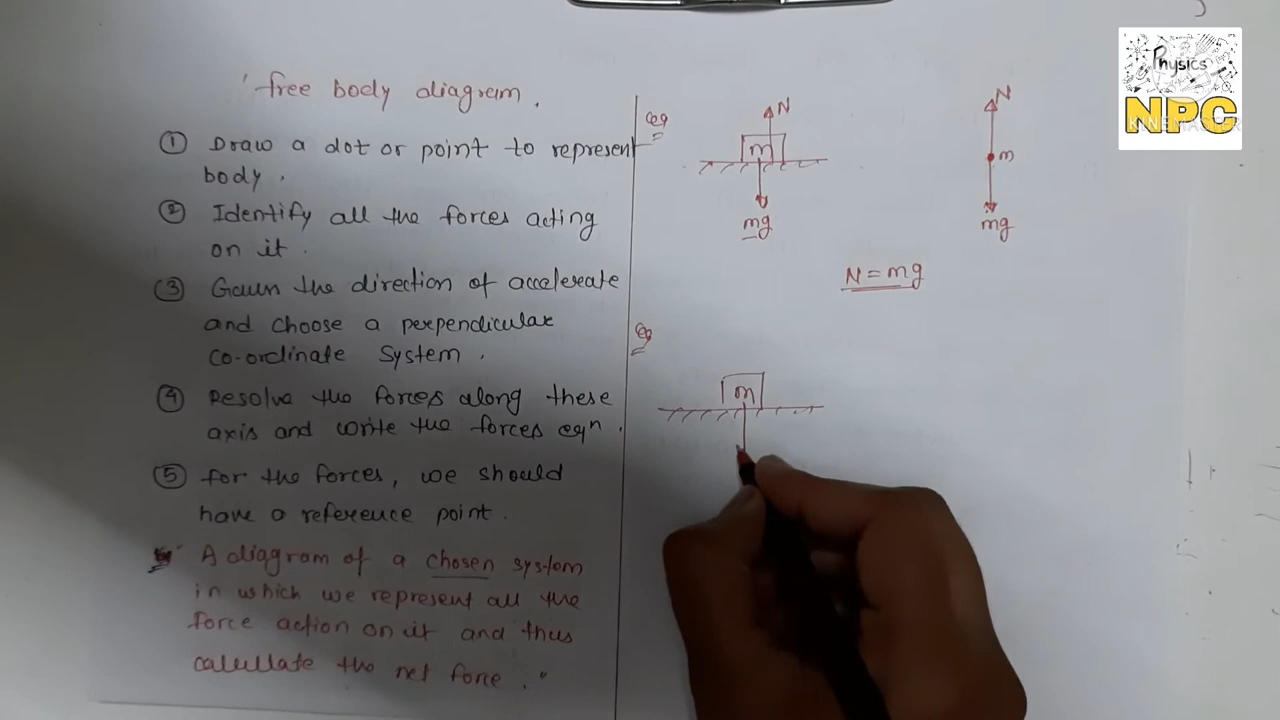 free body diagram.
① Draw a dot or point to represent
body.
② Identify all the forces acting
on it.
③ Gaun the direction of accelerate
and choose a perpendicular
co-ordinate system.
④ Resolve the forces along these
axis and write the forces eqn.
⑤ for the forces, we should
have a reference point.
" A diagram of a chosen system
in which we represent all the
force action on it and thus
calullate the net force."
eg
N
m
mg
N
m
mg
N = mg
eg
m
Physics
NPC
KINEMASTER